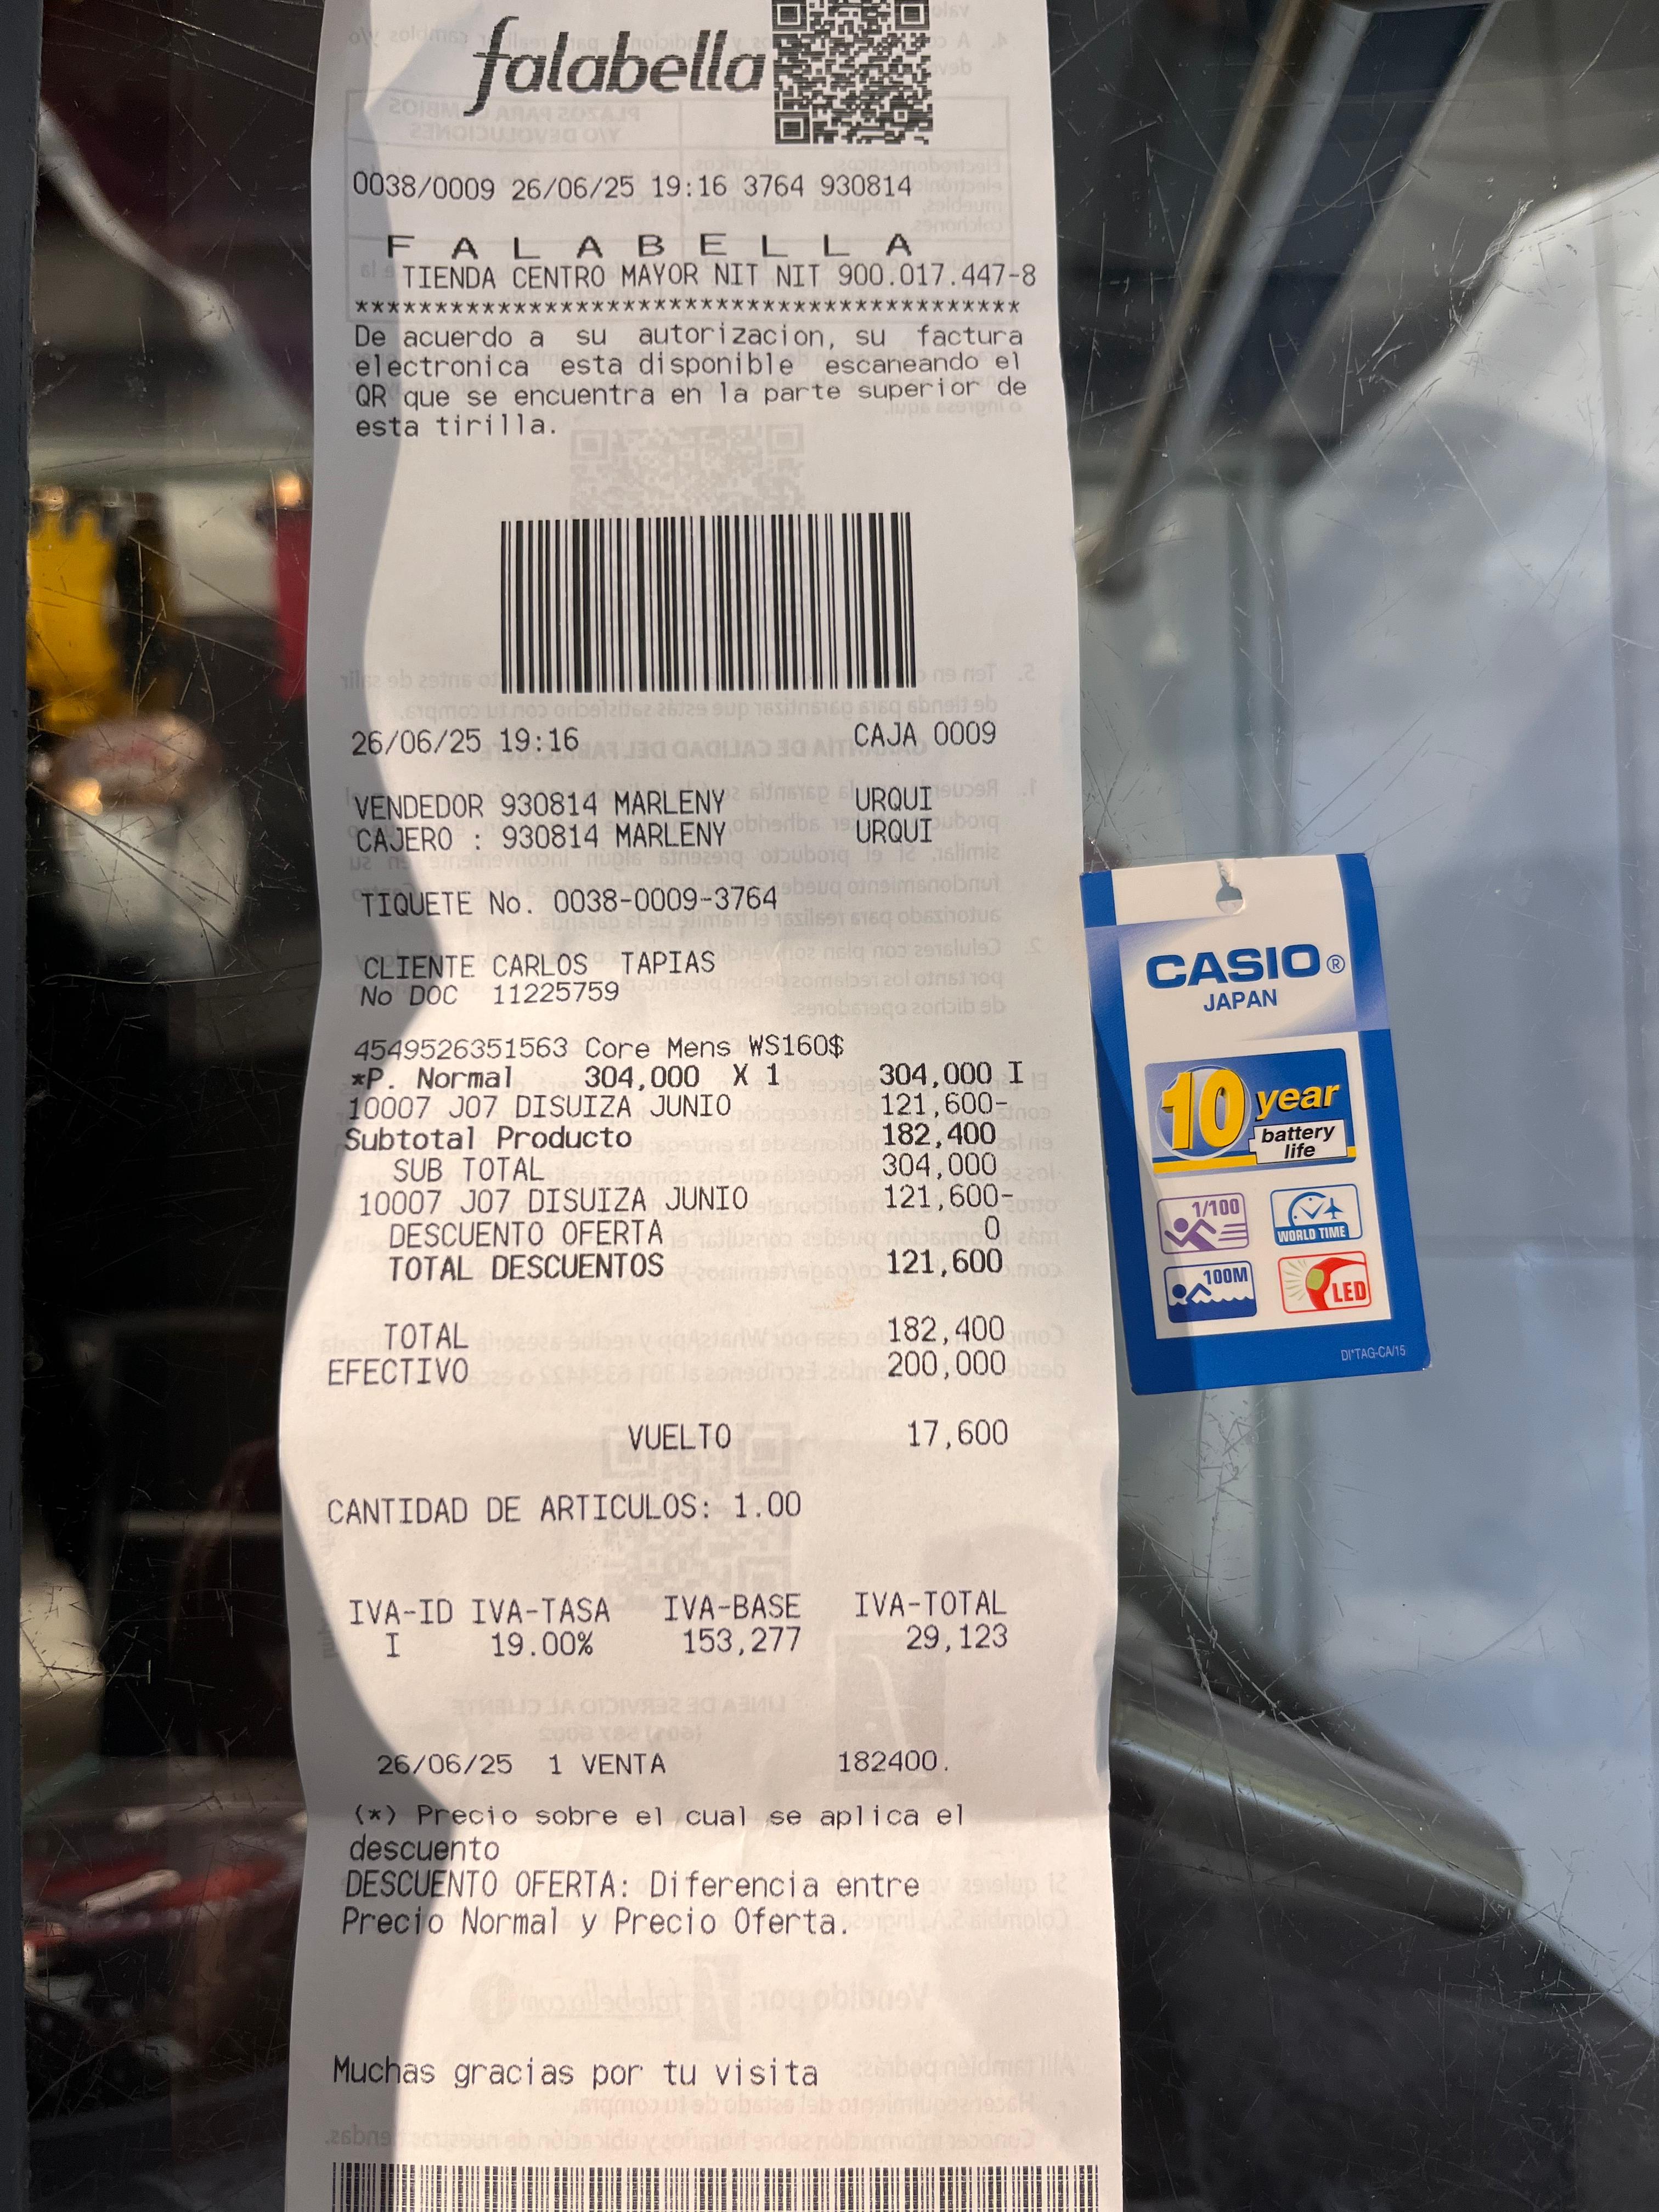 falabella
0038/0009 26/06/25 19:16 3764 930814
F A L A B E L L A
TIENDA CENTRO MAYOR NIT NIT 900.017.447-8
******************************************
De acuerdo a su autorizacion, su factura
electronica esta disponible escaneando el
QR que se encuentra en la parte superior de
esta tirilla.
26/06/25 19:16 CAJA 0009
VENDEDOR 930814 MARLENY URQUI
CAJERO : 930814 MARLENY URQUI
TIQUETE No. 0038-0009-3764
CLIENTE CARLOS TAPIAS
No DOC 11225759
4549526351563 Core Mens WS160$
*P. Normal 304,000 X 1 304,000 I
10007 J07 DISUIZA JUNIO 121,600-
Subtotal Producto 182,400
SUB TOTAL 304,000
10007 J07 DISUIZA JUNIO 121,600-
DESCUENTO OFERTA 0
TOTAL DESCUENTOS 121,600
TOTAL 182,400
EFECTIVO 200,000
VUELTO 17,600
CANTIDAD DE ARTICULOS: 1.00
IVA-ID IVA-TASA IVA-BASE IVA-TOTAL
I 19.00% 153,277 29,123
26/06/25 1 VENTA 182400.
(*) Precio sobre el cual se aplica el
descuento
DESCUENTO OFERTA: Diferencia entre
Precio Normal y Precio Oferta.
Muchas gracias por tu visita
CASIO®
JAPAN
10 year
battery
life
1/100
WORLD TIME
100M
LED
DI*TAG-CA/15